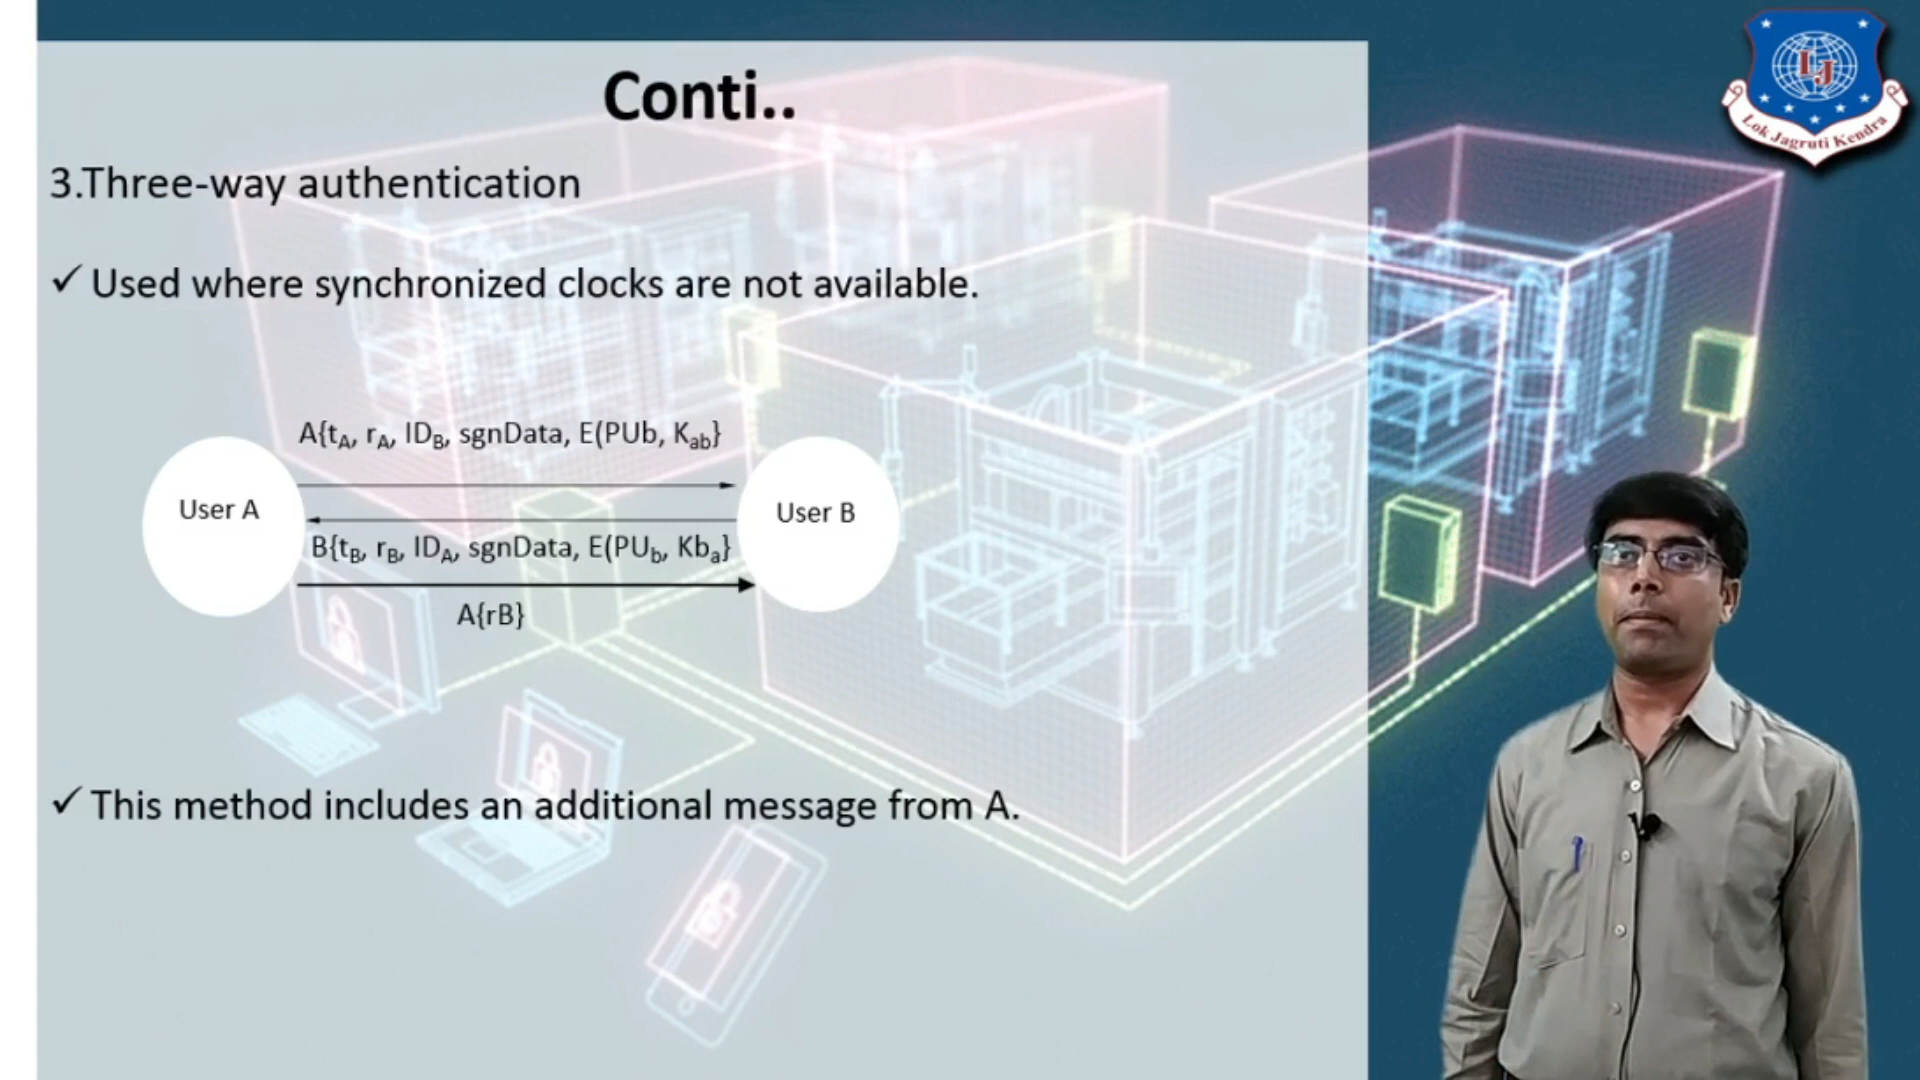 Conti..
3.Three-way authentication
✓ Used where synchronized clocks are not available.
A{tA, rA, IDB, sgnData, E(PUb, Kab}
User A
User B
B{tB, rB, IDA, sgnData, E(PUb, Kba}
A{rB}
✓ This method includes an additional message from A.
LJ
Lok Jagruti Kendra